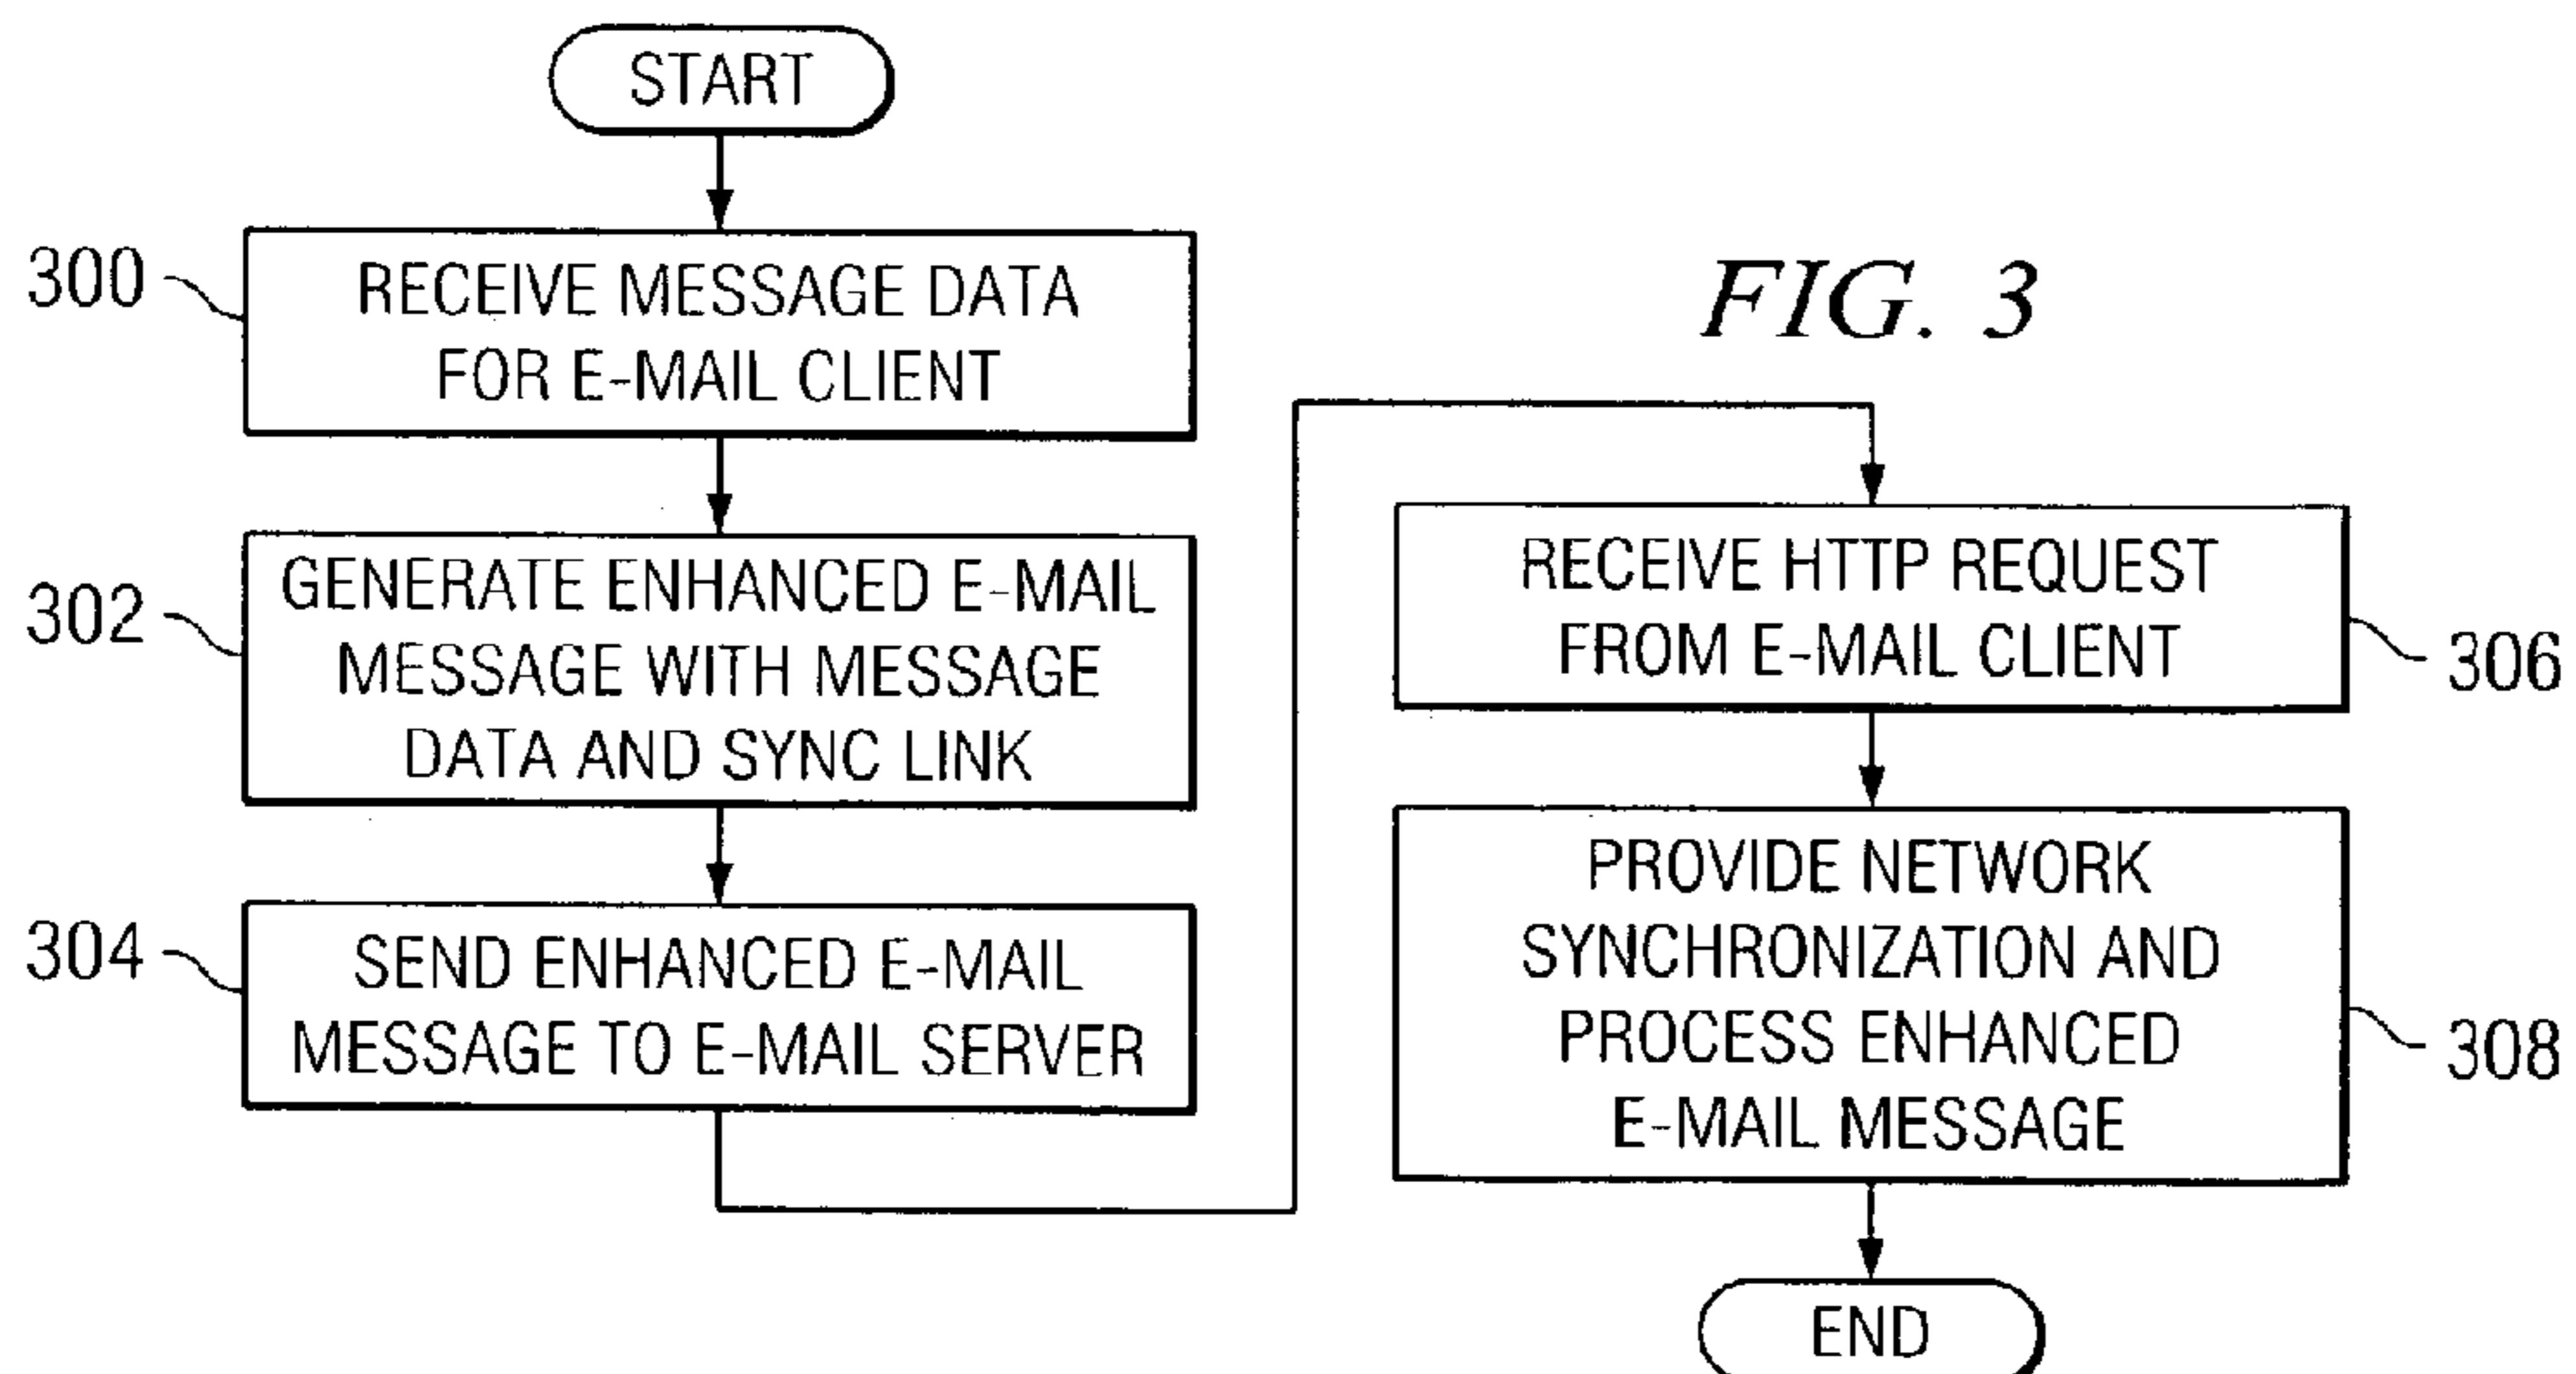 START
300
RECEIVE MESSAGE DATA
FOR E-MAIL CLIENT
302
GENERATE ENHANCED E-MAIL
MESSAGE WITH MESSAGE
DATA AND SYNC LINK
304
SEND ENHANCED E-MAIL
MESSAGE TO E-MAIL SERVER
FIG. 3
RECEIVE HTTP REQUEST
FROM E-MAIL CLIENT
306
PROVIDE NETWORK
SYNCHRONIZATION AND
PROCESS ENHANCED
E-MAIL MESSAGE
308
END